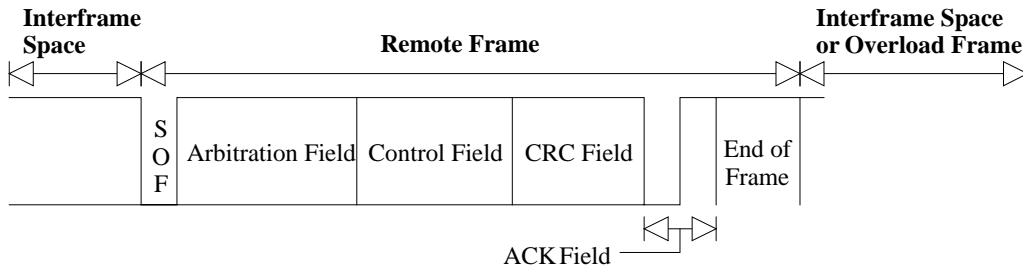 Interframe
Space
Remote Frame
Interframe Space
or Overload Frame
S
O
F
Arbitration Field
Control Field
CRC Field
End of
Frame
ACK Field